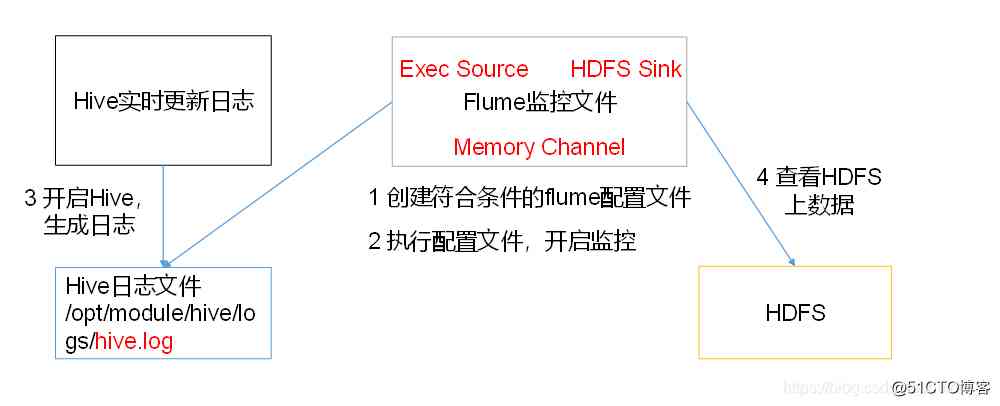 Hive实时更新日志
Exec Source HDFS Sink
Flume监控文件
Memory Channel
3 开启Hive，
生成日志
1 创建符合条件的flume配置文件
2 执行配置文件，开启监控
4 查看HDFS
上数据
Hive日志文件
/opt/module/hive/lo
gs/hive.log
HDFS
@51CTO博客